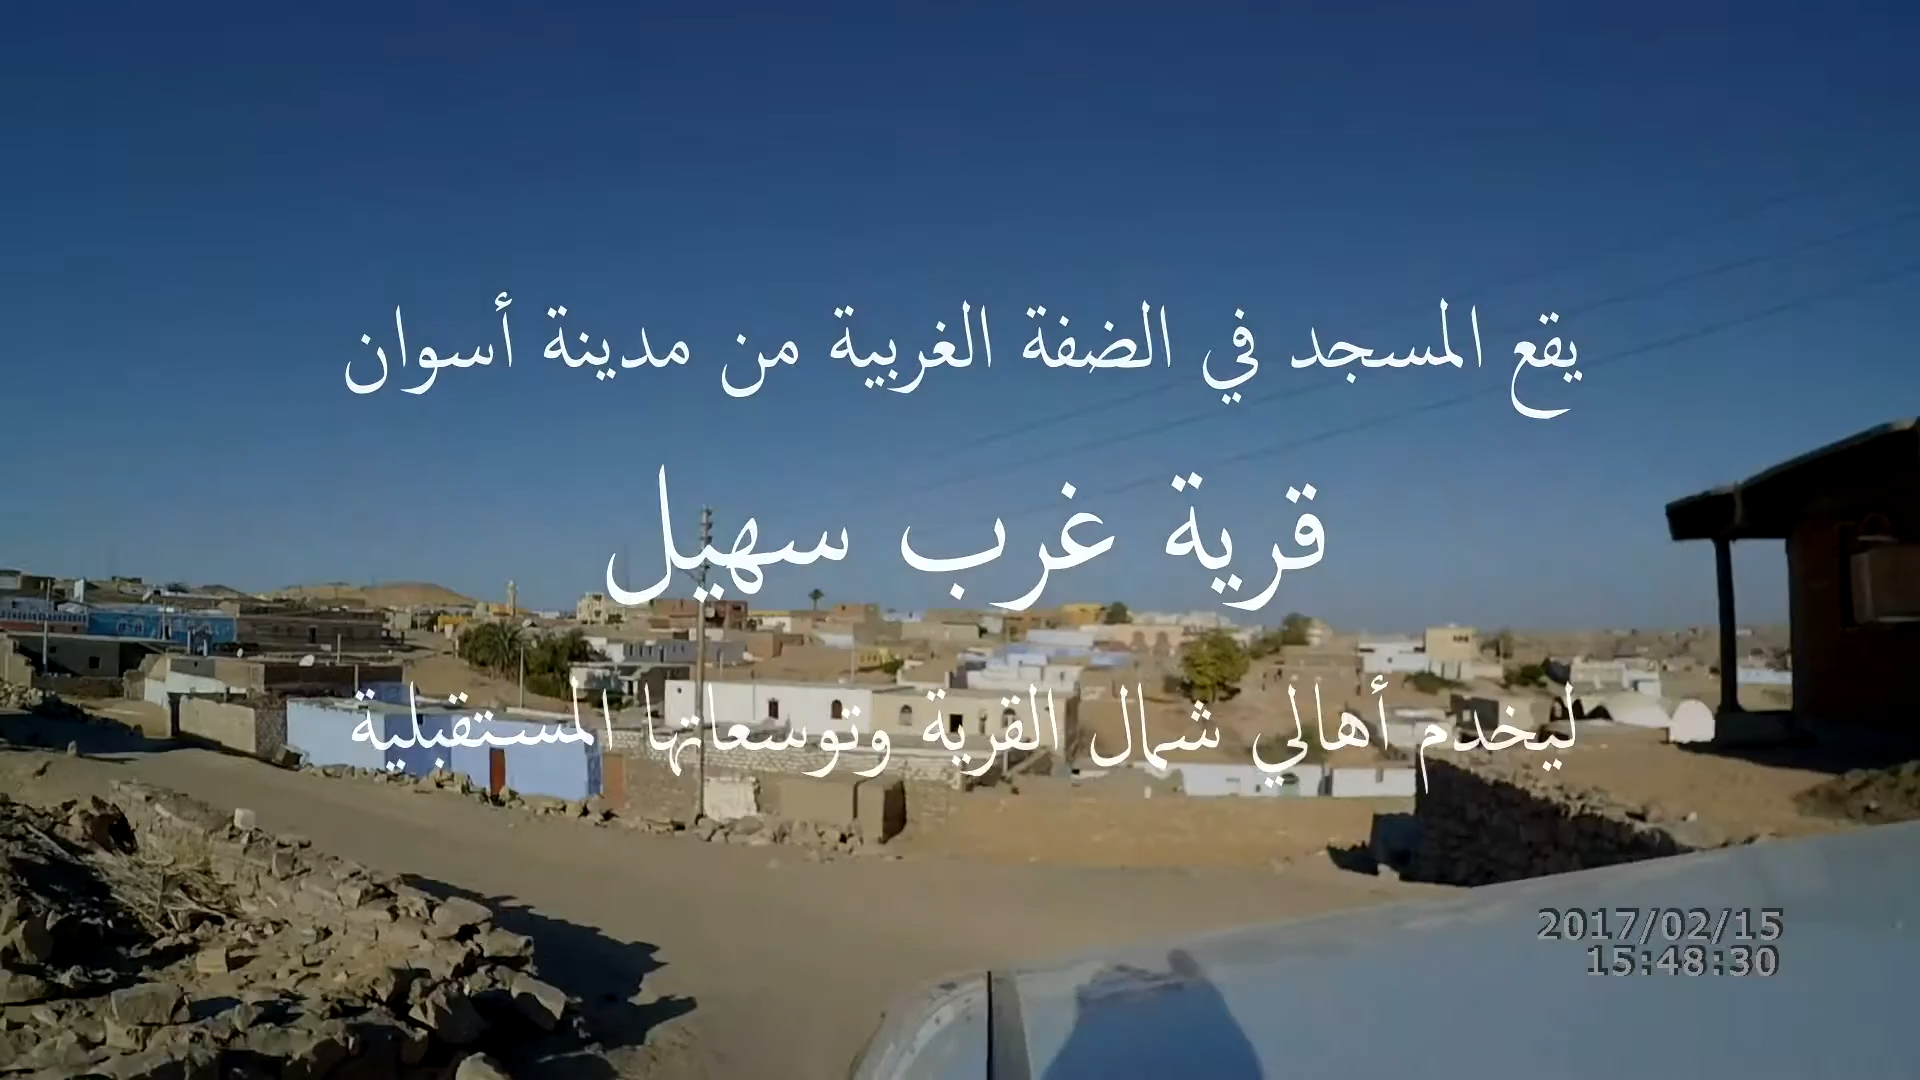 يقع المسجد في الضفة الغربية من مدينة أسوان
قرية غرب سهيل
ليخدم أهالي شمال القرية وتوسعاتها المستقبلية
2017/02/15
15:48:30